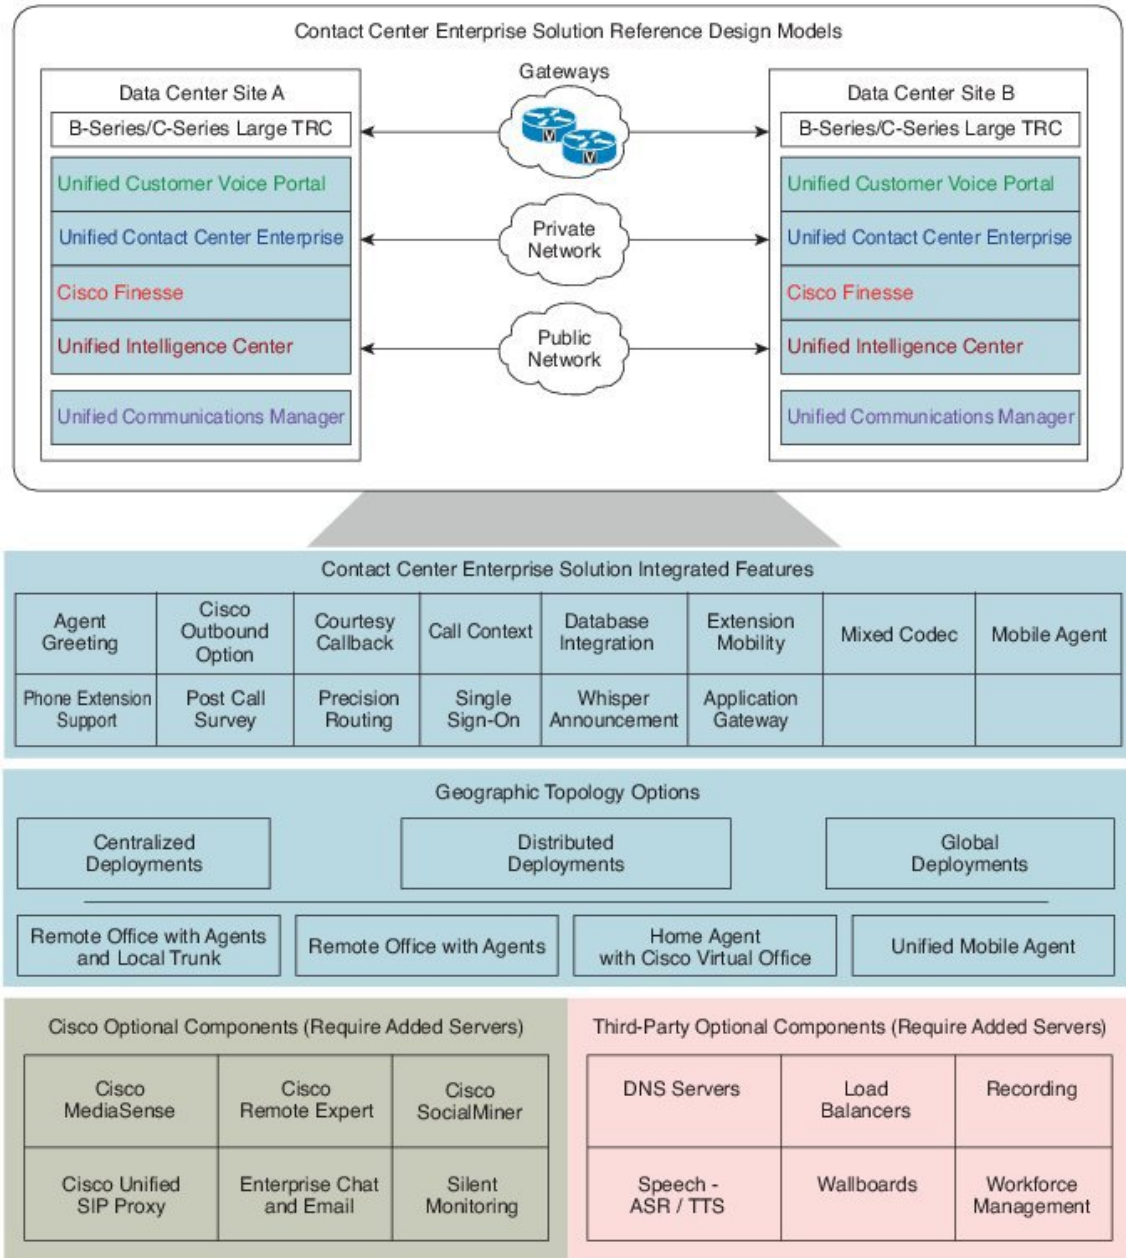 Contact Center Enterprise Solution Reference Design Models
Gateways
Data Center Site A
B-Series/C-Series Large TRC
Unified Customer Voice Portal
Unified Contact Center Enterprise
Cisco Finesse
Unified Intelligence Center
Unified Communications Manager
V
V
Private
Network
Public
Network
Data Center Site B
B-Series/C-Series Large TRC
Unified Customer Voice Portal
Unified Contact Center Enterprise
Cisco Finesse
Unified Intelligence Center
Unified Communications Manager
Contact Center Enterprise Solution Integrated Features
Agent
Greeting
Cisco
Outbound
Option
Courtesy
Callback
Call Context
Database
Integration
Extension
Mobility
Mixed Codec
Mobile Agent
Phone Extension
Support
Post Call
Survey
Precision
Routing
Single
Sign-On
Whisper
Announcement
Application
Gateway
Geographic Topology Options
Centralized
Deployments
Distributed
Deployments
Global
Deployments
Remote Office with Agents
and Local Trunk
Remote Office with Agents
Home Agent
with Cisco Virtual Office
Unified Mobile Agent
Cisco Optional Components (Require Added Servers)
Cisco
MediaSense
Cisco
Remote Expert
Cisco
SocialMiner
Cisco Unified
SIP Proxy
Enterprise Chat
and Email
Silent
Monitoring
Third-Party Optional Components (Require Added Servers)
DNS Servers
Load
Balancers
Recording
Speech -
ASR / TTS
Wallboards
Workforce
Management